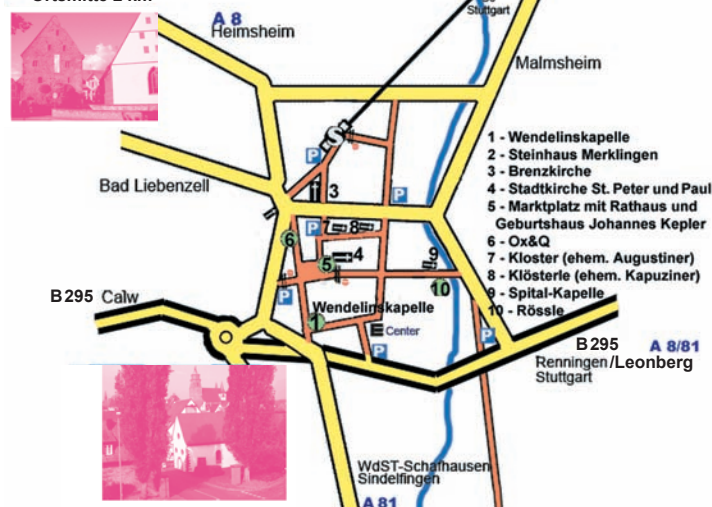 A 8
Heimsheim
Stuttgart
Malmsheim
S
P
1 - Wendelinskapelle
2 - Steinhaus Merklingen
3 - Brenzkirche
4 - Stadtkirche St. Peter und Paul
5 - Marktplatz mit Rathaus und
Geburtshaus Johannes Kepler
6 - Ox&Q
7 - Kloster (ehem. Augustiner)
8 - Klösterle (ehem. Kapuziner)
9 - Spital-Kapelle
10 - Rössle
Bad Liebenzell
3
P
P
7
8
6
4
5
9
10
P
B295 Calw
Wendelinskapelle
1
Center
P
P
B295
A 8/81
Renningen/Leonberg
Stuttgart
WdST-Schafhausen
Sindelfingen
A 81